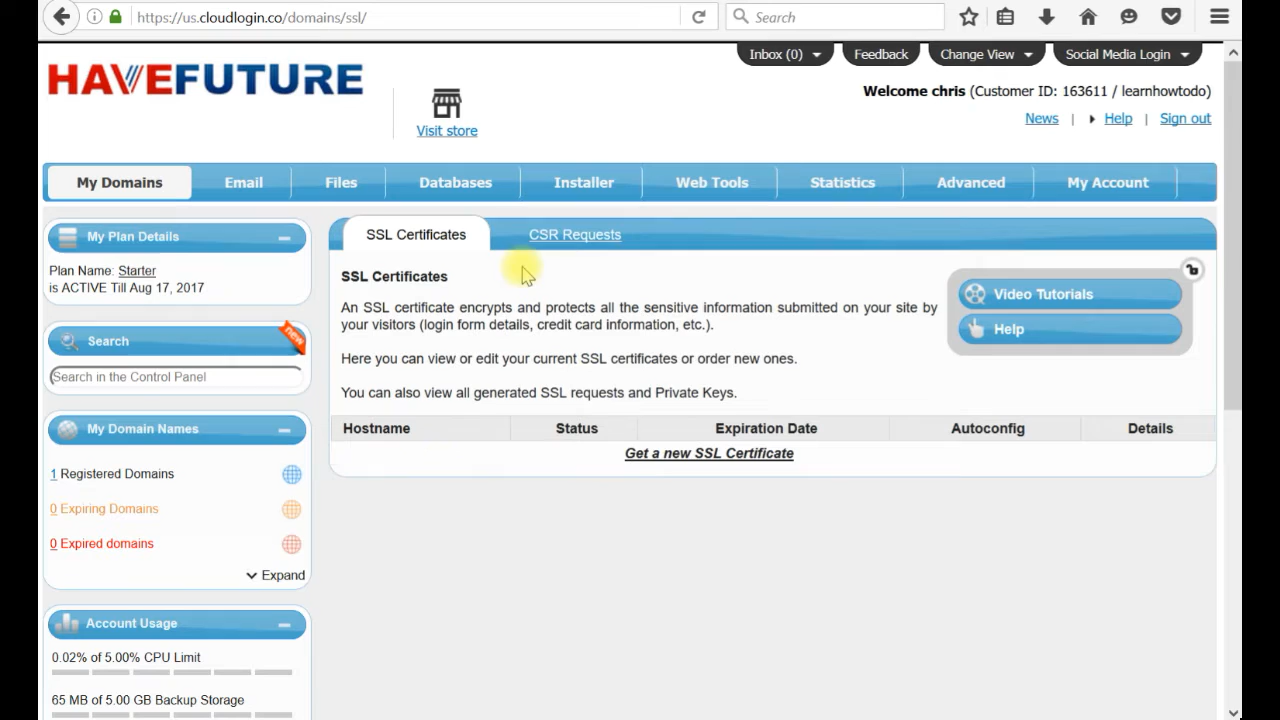 https://us.cloudlogin.co/domains/ssl/
Search
Inbox (0)
Feedback
Change View
Social Media Login
HAVEFUTURE
Visit store
Welcome chris (Customer ID: 163611 / learnhowtodo)
News | Help | Sign out
My Domains
Email
Files
Databases
Installer
Web Tools
Statistics
Advanced
My Account
My Plan Details
Plan Name: Starter
is ACTIVE Till Aug 17, 2017
Search
new
Search in the Control Panel
My Domain Names
1 Registered Domains
0 Expiring Domains
0 Expired domains
Expand
Account Usage
0.02% of 5.00% CPU Limit
65 MB of 5.00 GB Backup Storage
SSL Certificates
CSR Requests
SSL Certificates
An SSL certificate encrypts and protects all the sensitive information submitted on your site by
your visitors (login form details, credit card information, etc.).
Here you can view or edit your current SSL certificates or order new ones.
You can also view all generated SSL requests and Private Keys.
Video Tutorials
Help
Hostname
Status
Expiration Date
Autoconfig
Details
Get a new SSL Certificate